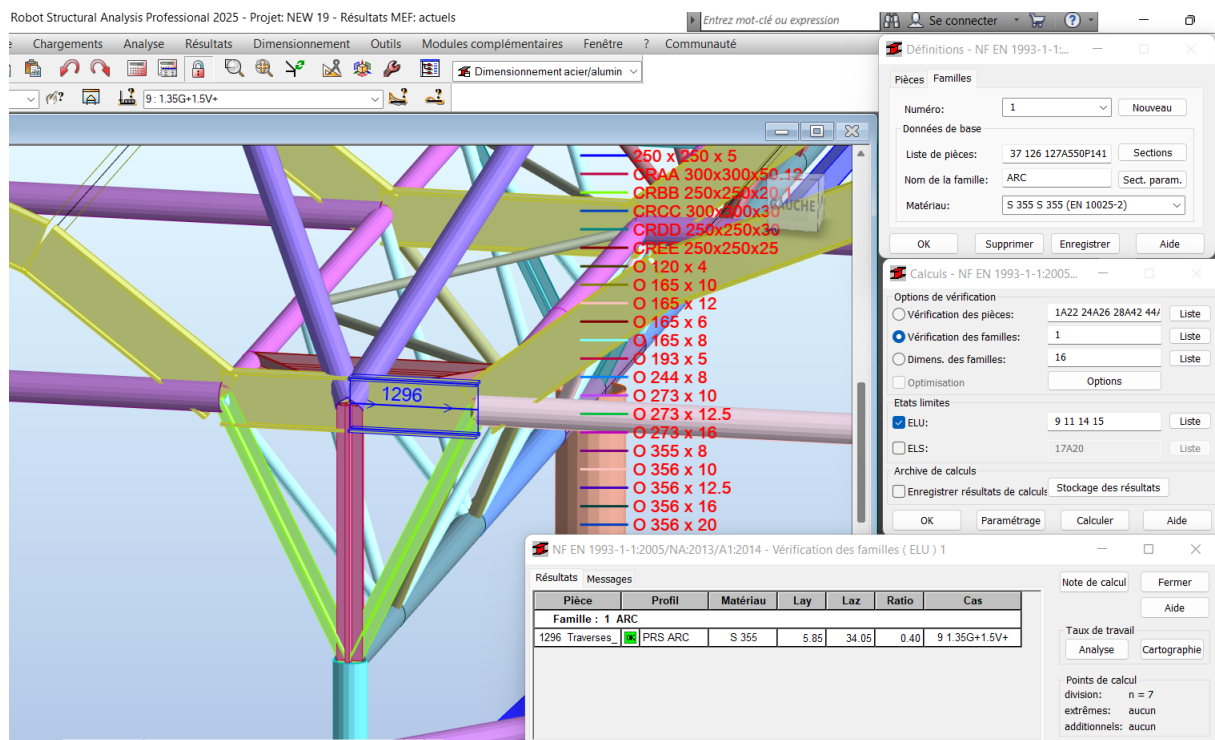 Robot Structural Analysis Professional 2025 - Projet: NEW 19 - Résultats MEF: actuels
Entrez mot-clé ou expression
Se connecter
?
Chargements Analyse Résultats Dimensionnement Outils Modules complémentaires Fenêtre ? Communauté
Dimensionnement acier/alumin
9 : 1.35G+1.5V+
250 x 250 x 5
CRAA 300x300x50 12
CRBB 250x250x20 1
CRCC 300x300x30
CRDD 250x250x30
CREE 250x250x25
O 120 x 4
O 165 x 10
O 165 x 12
O 165 x 6
O 165 x 8
O 193 x 5
O 244 x 8
O 273 x 10
O 273 x 12.5
O 273 x 16
O 355 x 8
O 356 x 10
O 356 x 12.5
O 356 x 16
O 356 x 20
GAUCHE
1296
Définitions - NF EN 1993-1-1:...
Pièces Familles
Numéro: 1 Nouveau
Données de base
Liste de pièces: 37 126 127A550P141 Sections
Nom de la famille: ARC Sect. param.
Matériau: S 355 S 355 (EN 10025-2)
OK Supprimer Enregistrer Aide
Calculs - NF EN 1993-1-1:2005...
Options de vérification
Vérification des pièces: 1A22 24A26 28A42 44A Liste
Vérification des familles: 1 Liste
Dimens. des familles: 16 Liste
Optimisation Options
Etats limites
ELU: 9 11 14 15 Liste
ELS: 17A20 Liste
Archive de calculs
Enregistrer résultats de calculs Stockage des résultats
OK Paramétrage Calculer Aide
NF EN 1993-1-1:2005/NA:2013/A1:2014 - Vérification des familles ( ELU ) 1
Résultats Messages
Pièce Profil Matériau Lay Laz Ratio Cas
Famille : 1 ARC
1296 Traverses_ OK PRS ARC S 355 5.85 34.05 0.40 9 1.35G+1.5V+
Note de calcul Fermer
Aide
Taux de travail
Analyse Cartographie
Points de calcul
division: n = 7
extrêmes: aucun
additionnels: aucun